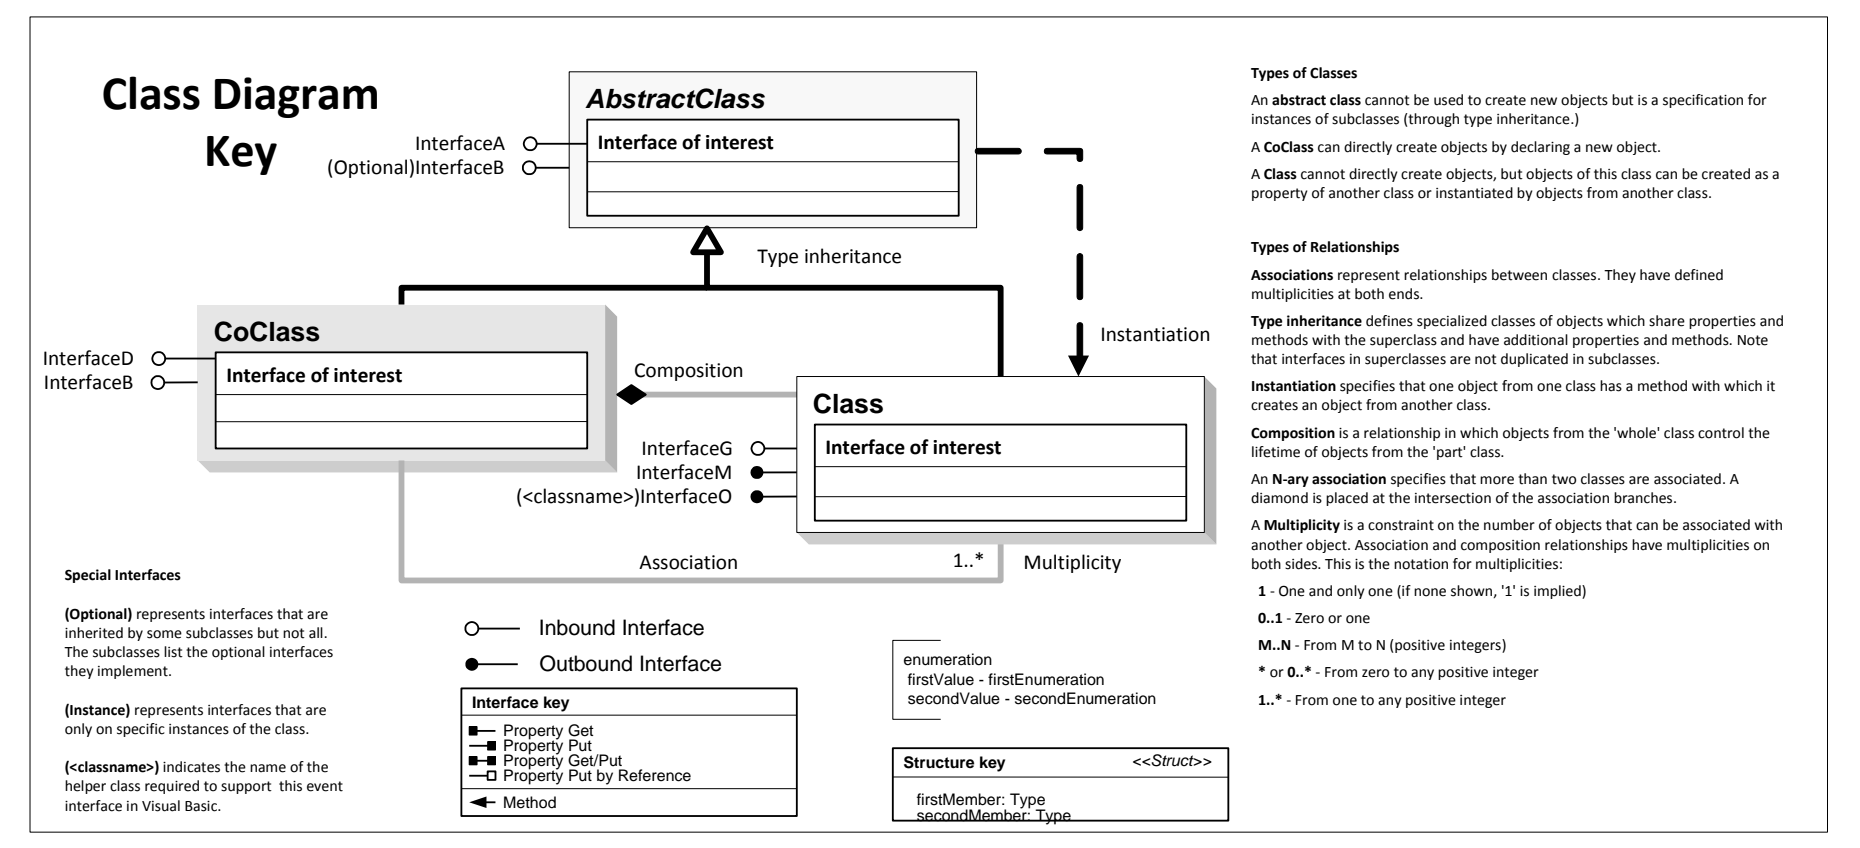 Class Diagram
Key
AbstractClass
Interface of interest
InterfaceA
(Optional)InterfaceB
Type inheritance
Instantiation
CoClass
Interface of interest
InterfaceD
InterfaceB
Composition
Class
Interface of interest
InterfaceG
InterfaceM
(<classname>)InterfaceO
Association
1..*
Multiplicity
Special Interfaces
(Optional) represents interfaces that are
inherited by some subclasses but not all.
The subclasses list the optional interfaces
they implement.
(Instance) represents interfaces that are
only on specific instances of the class.
(<classname>) indicates the name of the
helper class required to support this event
interface in Visual Basic.
Inbound Interface
Outbound Interface
Interface key
Property Get
Property Put
Property Get/Put
Property Put by Reference
Method
enumeration
firstValue - firstEnumeration
secondValue - secondEnumeration
Structure key <<Struct>>
firstMember: Type
secondMember: Type
Types of Classes
An abstract class cannot be used to create new objects but is a specification for
instances of subclasses (through type inheritance.)
A CoClass can directly create objects by declaring a new object.
A Class cannot directly create objects, but objects of this class can be created as a
property of another class or instantiated by objects from another class.
Types of Relationships
Associations represent relationships between classes. They have defined
multiplicities at both ends.
Type inheritance defines specialized classes of objects which share properties and
methods with the superclass and have additional properties and methods. Note
that interfaces in superclasses are not duplicated in subclasses.
Instantiation specifies that one object from one class has a method with which it
creates an object from another class.
Composition is a relationship in which objects from the 'whole' class control the
lifetime of objects from the 'part' class.
An N-ary association specifies that more than two classes are associated. A
diamond is placed at the intersection of the association branches.
A Multiplicity is a constraint on the number of objects that can be associated with
another object. Association and composition relationships have multiplicities on
both sides. This is the notation for multiplicities:
1 - One and only one (if none shown, '1' is implied)
0..1 - Zero or one
M..N - From M to N (positive integers)
* or 0..* - From zero to any positive integer
1..* - From one to any positive integer